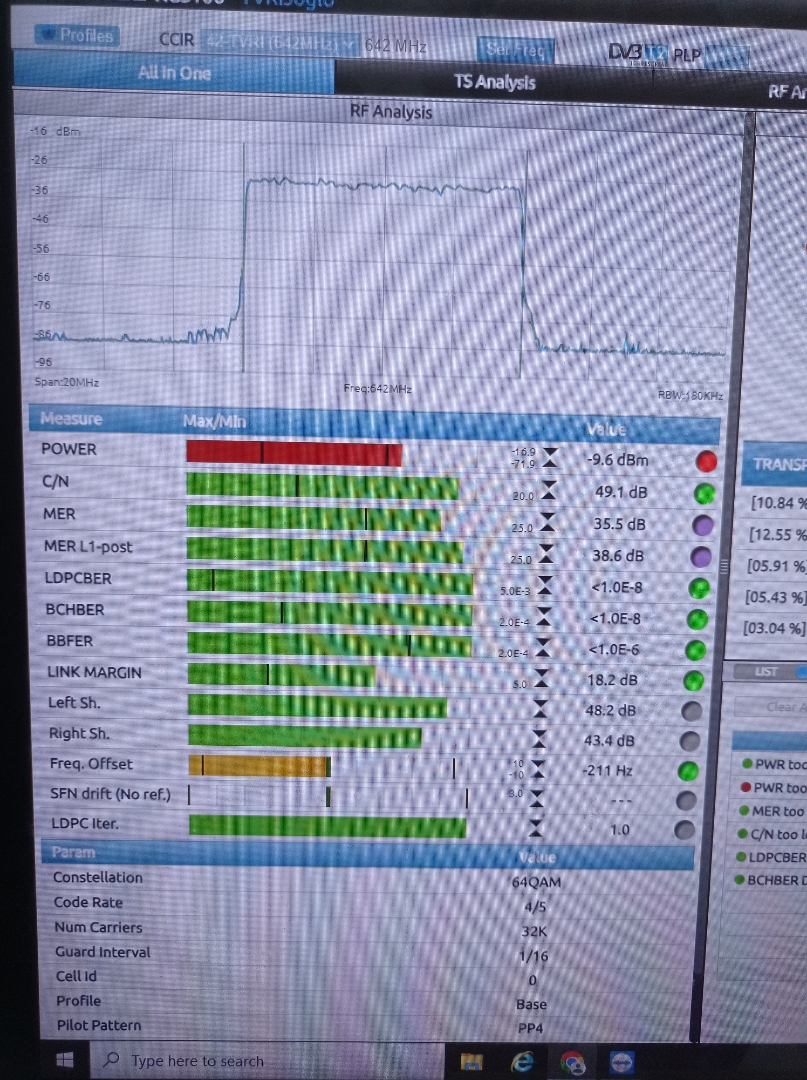 Profiles CCIR 42-TVRI (642MHz) 642 MHz Set Freq DVB T2 PLP
All in One TS Analysis
RF Analysis
-16 dBm
-26
-36
-46
-56
-66
-76
-86
-96
Span:20MHz Freq:642MHz RBW:180KHz
Measure Max/Min Value
POWER -16.9 -71.9 -9.6 dBm
C/N 20.0 49.1 dB
MER 25.0 35.5 dB
MER L1-post 25.0 38.6 dB
LDPCBER 5.0E-3 <1.0E-8
BCHBER 2.0E-4 <1.0E-8
BBFER 2.0E-4 <1.0E-6
LINK MARGIN 5.0 18.2 dB
Left Sh. 48.2 dB
Right Sh. 43.4 dB
Freq. Offset 10 -10 -211 Hz
SFN drift (No ref.) ---
LDPC Iter. 1.0
Param Value
Constellation 64QAM
Code Rate 4/5
Num Carriers 32K
Guard Interval 1/16
Cell Id 0
Profile Base
Pilot Pattern PP4
Type here to search
[10.84 %
[12.55 %
[05.91 %]
[05.43 %]
[03.04 %]
LIST
Clear
PWR too
PWR too
MER too
C/N too
LDPCBER
BCHBER